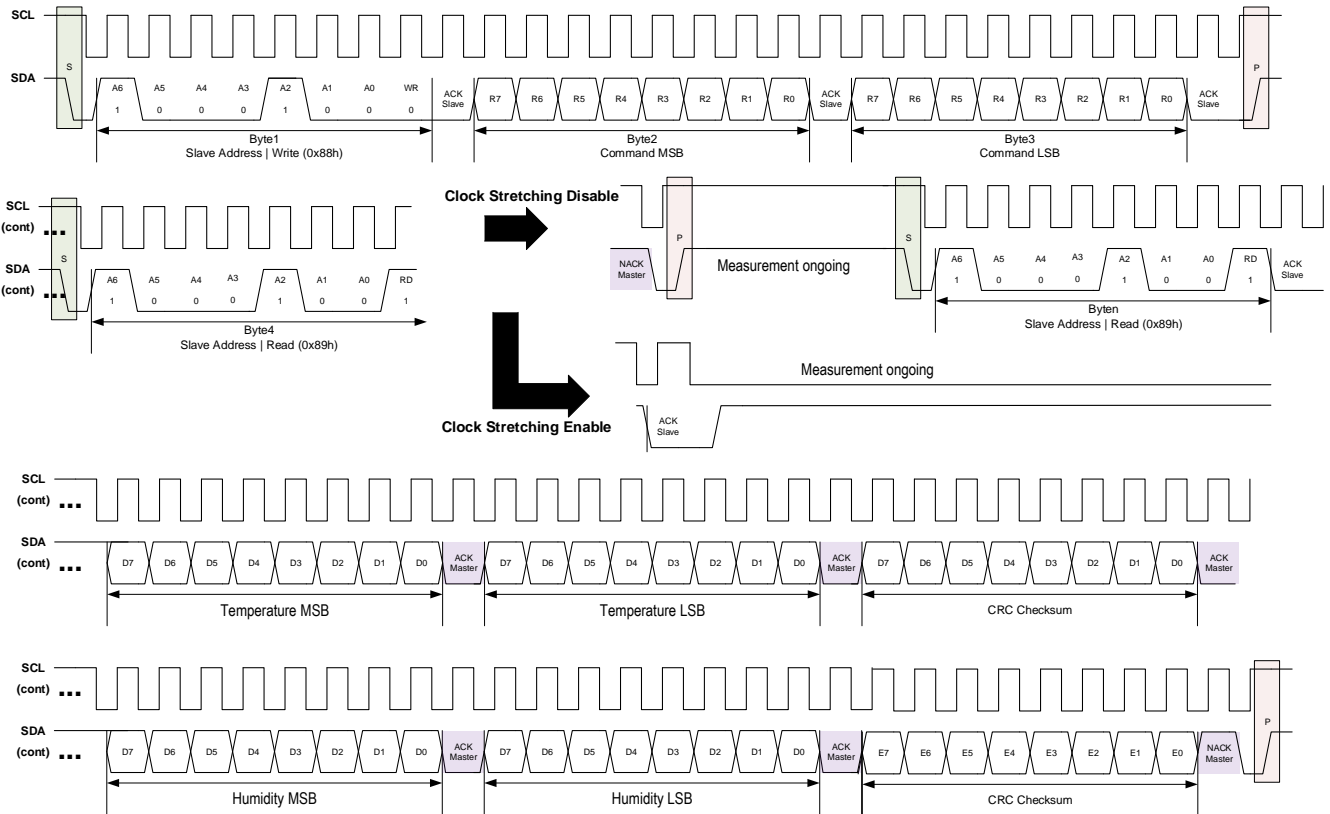 SCL
S
P
SDA
A6 A5 A4 A3 A2 A1 A0 WR
1 0 0 0 1 0 0 0
ACK Slave
R7 R6 R5 R4 R3 R2 R1 R0
ACK Slave
R7 R6 R5 R4 R3 R2 R1 R0
ACK Slave
Byte1
Slave Address | Write (0x88h)
Byte2
Command MSB
Byte3
Command LSB
SCL
(cont) ...
S
SDA
(cont) ...
A6 A5 A4 A3 A2 A1 A0 RD
1 0 0 0 1 0 0 1
Byte4
Slave Address | Read (0x89h)
Clock Stretching Disable
NACK Master
P
Measurement ongoing
S
A6 A5 A4 A3 A2 A1 A0 RD
1 0 0 0 1 0 0 1
ACK Slave
Byten
Slave Address | Read (0x89h)
Clock Stretching Enable
Measurement ongoing
ACK Slave
SCL
(cont) ...
SDA
(cont) ...
D7 D6 D5 D4 D3 D2 D1 D0
ACK Master
D7 D6 D5 D4 D3 D2 D1 D0
ACK Master
D7 D6 D5 D4 D3 D2 D1 D0
ACK Master
Temperature MSB
Temperature LSB
CRC Checksum
SCL
(cont) ...
P
SDA
(cont) ...
D7 D6 D5 D4 D3 D2 D1 D0
ACK Master
D7 D6 D5 D4 D3 D2 D1 D0
ACK Master
E7 E6 E5 E4 E3 E2 E1 E0
NACK Master
Humidity MSB
Humidity LSB
CRC Checksum